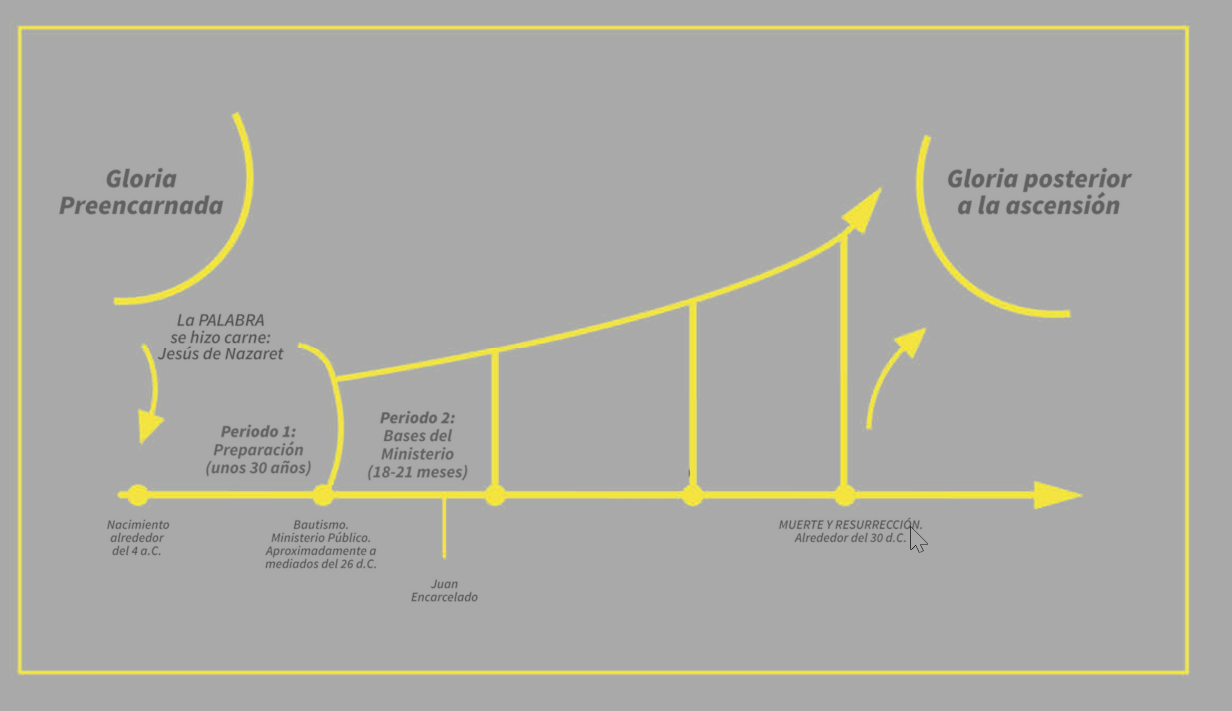 Gloria
Preencarnada
Gloria posterior
a la ascensión
La PALABRA
se hizo carne:
Jesús de Nazaret
Periodo 1:
Preparación
(unos 30 años)
Periodo 2:
Bases del
Ministerio
(18-21 meses)
Nacimiento
alrededor
del 4 a.C.
Bautismo.
Ministerio Público.
Aproximadamente a
mediados del 26 d.C.
Juan
Encarcelado
MUERTE Y RESURRECCIÓN.
Alrededor del 30 d.C.